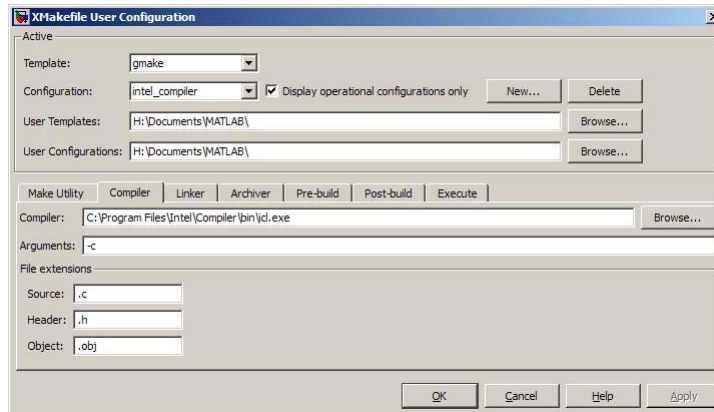 XMakefile User Configuration
Active
Template: gmake
Configuration: intel_compiler Display operational configurations only New... Delete
User Templates: H:\Documents\MATLAB\ Browse...
User Configurations: H:\Documents\MATLAB\ Browse...
Make Utility Compiler Linker Archiver Pre-build Post-build Execute
Compiler: C:\Program Files\Intel\Compiler\bin\icl.exe Browse...
Arguments: -c
File extensions
Source: .c
Header: .h
Object: .obj
OK Cancel Help Apply